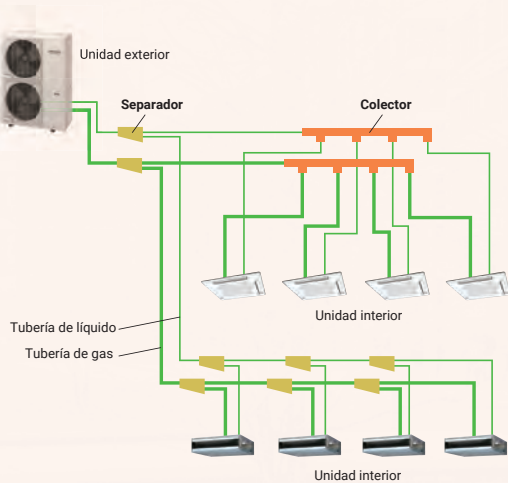 Unidad exterior
Separador
Colector
Unidad interior
Tubería de líquido
Tubería de gas
Unidad interior